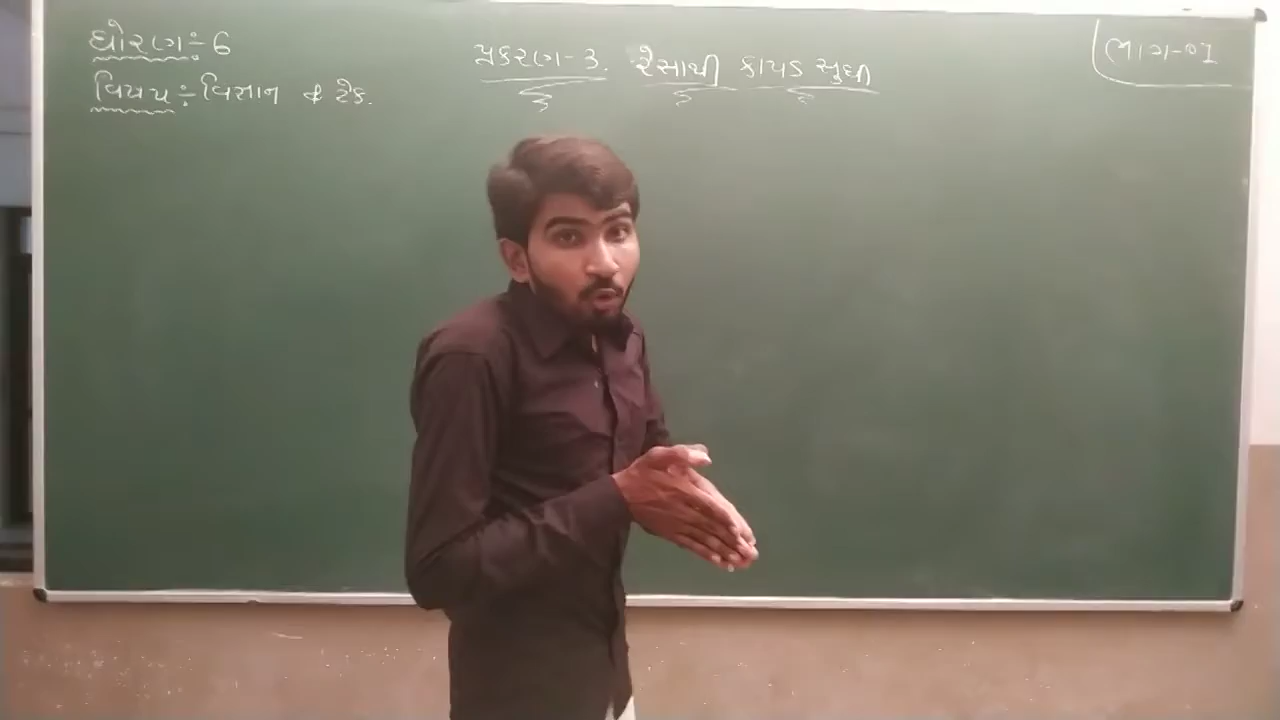 ધોરણ:- 6
પ્રકરણ-3. રેસાથી કાપડ સુધી
ભાગ-01
વિષય:- વિજ્ઞાન & ટેક.